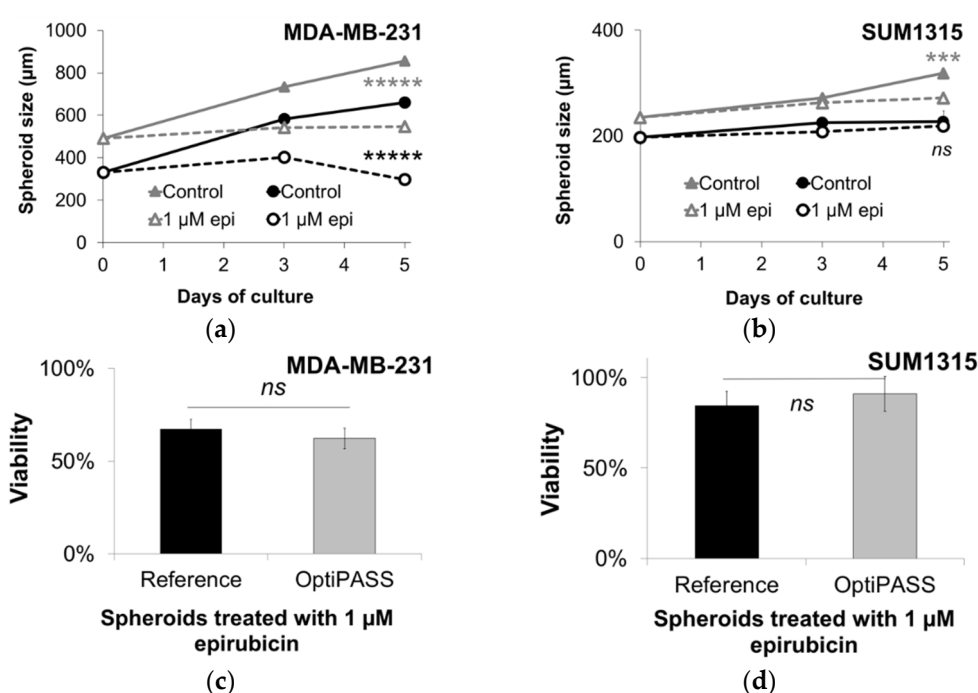 MDA-MB-231
1000
800
600
400
200
0
Spheroid size (µm)
*****
*****
Control
Control
1 µM epi
1 µM epi
0 1 2 3 4 5
Days of culture
(a)
SUM1315
400
200
0
Spheroid size (µm)
***
ns
Control
Control
1 µM epi
1 µM epi
0 1 2 3 4 5
Days of culture
(b)
MDA-MB-231
100%
50%
0%
Viability
ns
Reference
OptiPASS
Spheroids treated with 1 µM
epirubicin
(c)
SUM1315
100%
50%
0%
Viability
ns
Reference
OptiPASS
Spheroids treated with 1 µM
epirubicin
(d)